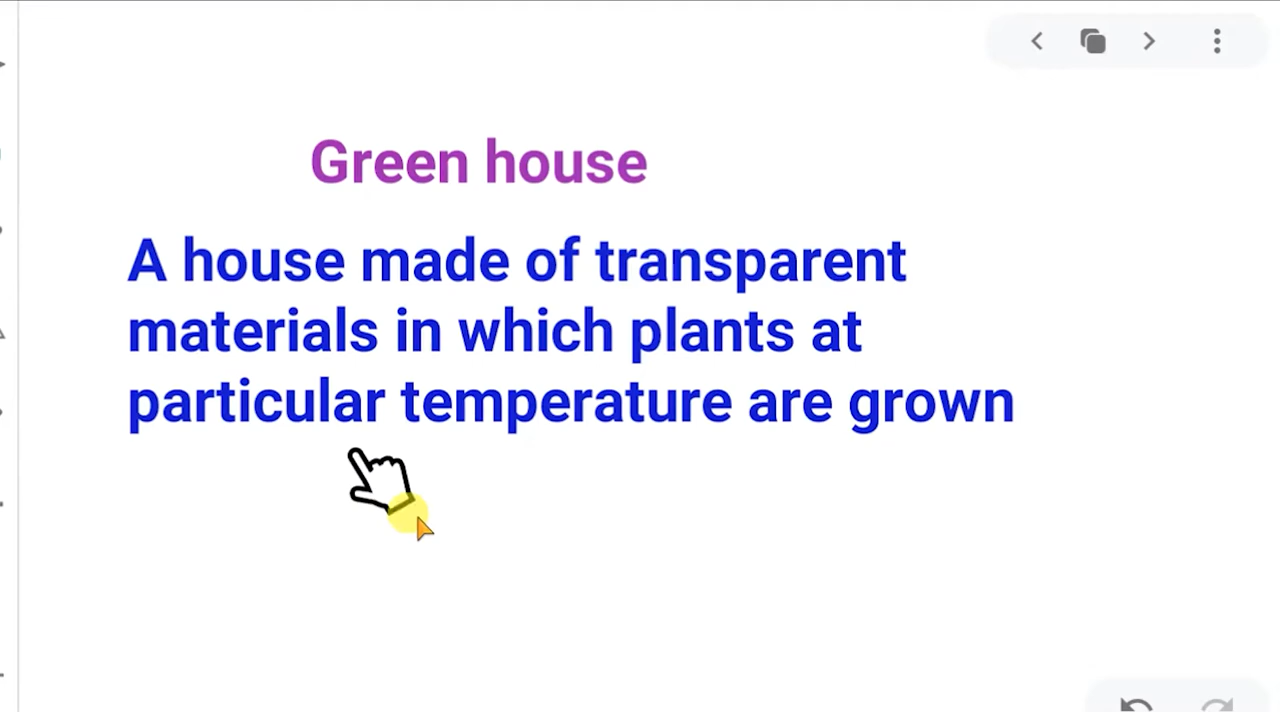 Green house
A house made of transparent
materials in which plants at
particular temperature are grown